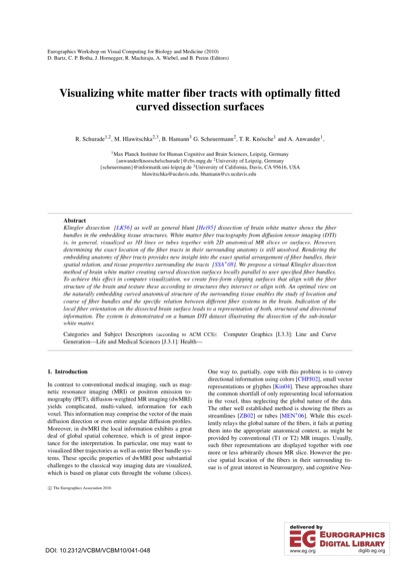 Eurographics Workshop on Visual Computing for Biology and Medicine (2010)
D. Bartz, C. P. Botha, J. Hornegger, R. Machiraju, A. Wiebel, and B. Preim (Editors)
Visualizing white matter fiber tracts with optimally fitted
curved dissection surfaces
R. Schurade1,2, M. Hlawitschka2,3, B. Hamann3 G. Scheuermann2, T. R. Knösche1 and A. Anwander1,
1Max Planck Institute for Human Cognitive and Brain Sciences, Leipzig, Germany
{anwander|knoesche|schurade}@cbs.mpg.de 2University of Leipzig, Germany
{scheuermann}@informatik.uni-leipzig.de 3University of California, Davis, CA 95616, USA
hlawitschka@ucdavis.edu, bhamann@cs.ucdavis.edu
Abstract
Klingler dissection [LK56] as well as general blunt [Hei95] dissection of brain white matter shows the fiber
bundles in the embedding tissue structures. White matter fiber tractography from diffusion tensor imaging (DTI)
is, in general, visualized as 3D lines or tubes together with 2D anatomical MR slices or surfaces. However,
determining the exact location of the fiber tracts in their surrounding anatomy is still unsolved. Rendering the
embedding anatomy of fiber tracts provides new insight into the exact spatial arrangement of fiber bundles, their
spatial relation, and tissue properties surrounding the tracts [SSA*08]. We propose a virtual Klingler dissection
method of brain white matter creating curved dissection surfaces locally parallel to user specified fiber bundles.
To achieve this effect in computer visualization, we create free-form clipping surfaces that align with the fiber
structure of the brain and texture these according to structures they intersect or align with. An optimal view on
the naturally embedding curved anatomical structure of the surrounding tissue enables the study of location and
course of fiber bundles and the specific relation between different fiber systems in the brain. Indication of the
local fiber orientation on the dissected brain surface leads to a representation of both, structural and directional
information. The system is demonstrated on a human DTI dataset illustrating the dissection of the sub-insular
white matter.
Categories and Subject Descriptors (according to ACM CCS): Computer Graphics [I.3.3]: Line and Curve
Generation—Life and Medical Sciences [J.3.1]: Health—
1. Introduction
In contrast to conventional medical imaging, such as mag-
netic resonance imaging (MRI) or positron emission to-
mography (PET), diffusion-weighted MR imaging (dwMRI)
yields complicated, multi-valued, information for each
voxel. This information may comprise the vector of the main
diffusion direction or even entire angular diffusion profiles.
Moreover, in dwMRI the local information exhibits a great
deal of global spatial coherence, which is of great impor-
tance for the interpretation. In particular, one may want to
visualized fiber trajectories as well as entire fiber bundle sys-
tems. These specific properties of dwMRI pose substantial
challenges to the classical way imaging data are visualized,
which is based on planar cuts throught the volume (slices).
© The Eurographics Association 2010.
One way to, partially, cope with this problem is to convey
directional information using colors [CHPJ02], small vector
representations or glyphes [Kin04]. These approaches share
the common shortfall of only representing local information
in the voxel, thus neglecting the global nature of the data.
The other well established method is showing the fibers as
streamlines [ZB02] or tubes [MEN*06]. While this excel-
lently relays the global nature of the fibers, it fails at putting
them into the appropriate anatomical context, as might be
provided by conventional (T1 or T2) MR images. Usually,
such fiber representations are displayed together with one
more or less arbitrarily chosen MR slice. However the pre-
cise spatial location of the fibers in their surrounding tis-
sue is of great interest in Neurosurgery, and cognitive Neu-
delivered by
EG EUROGRAPHICS
DIGITAL LIBRARY
www.eg.org
diglib.eg.org
DOI: 10.2312/VCBM/VCBM10/041-048